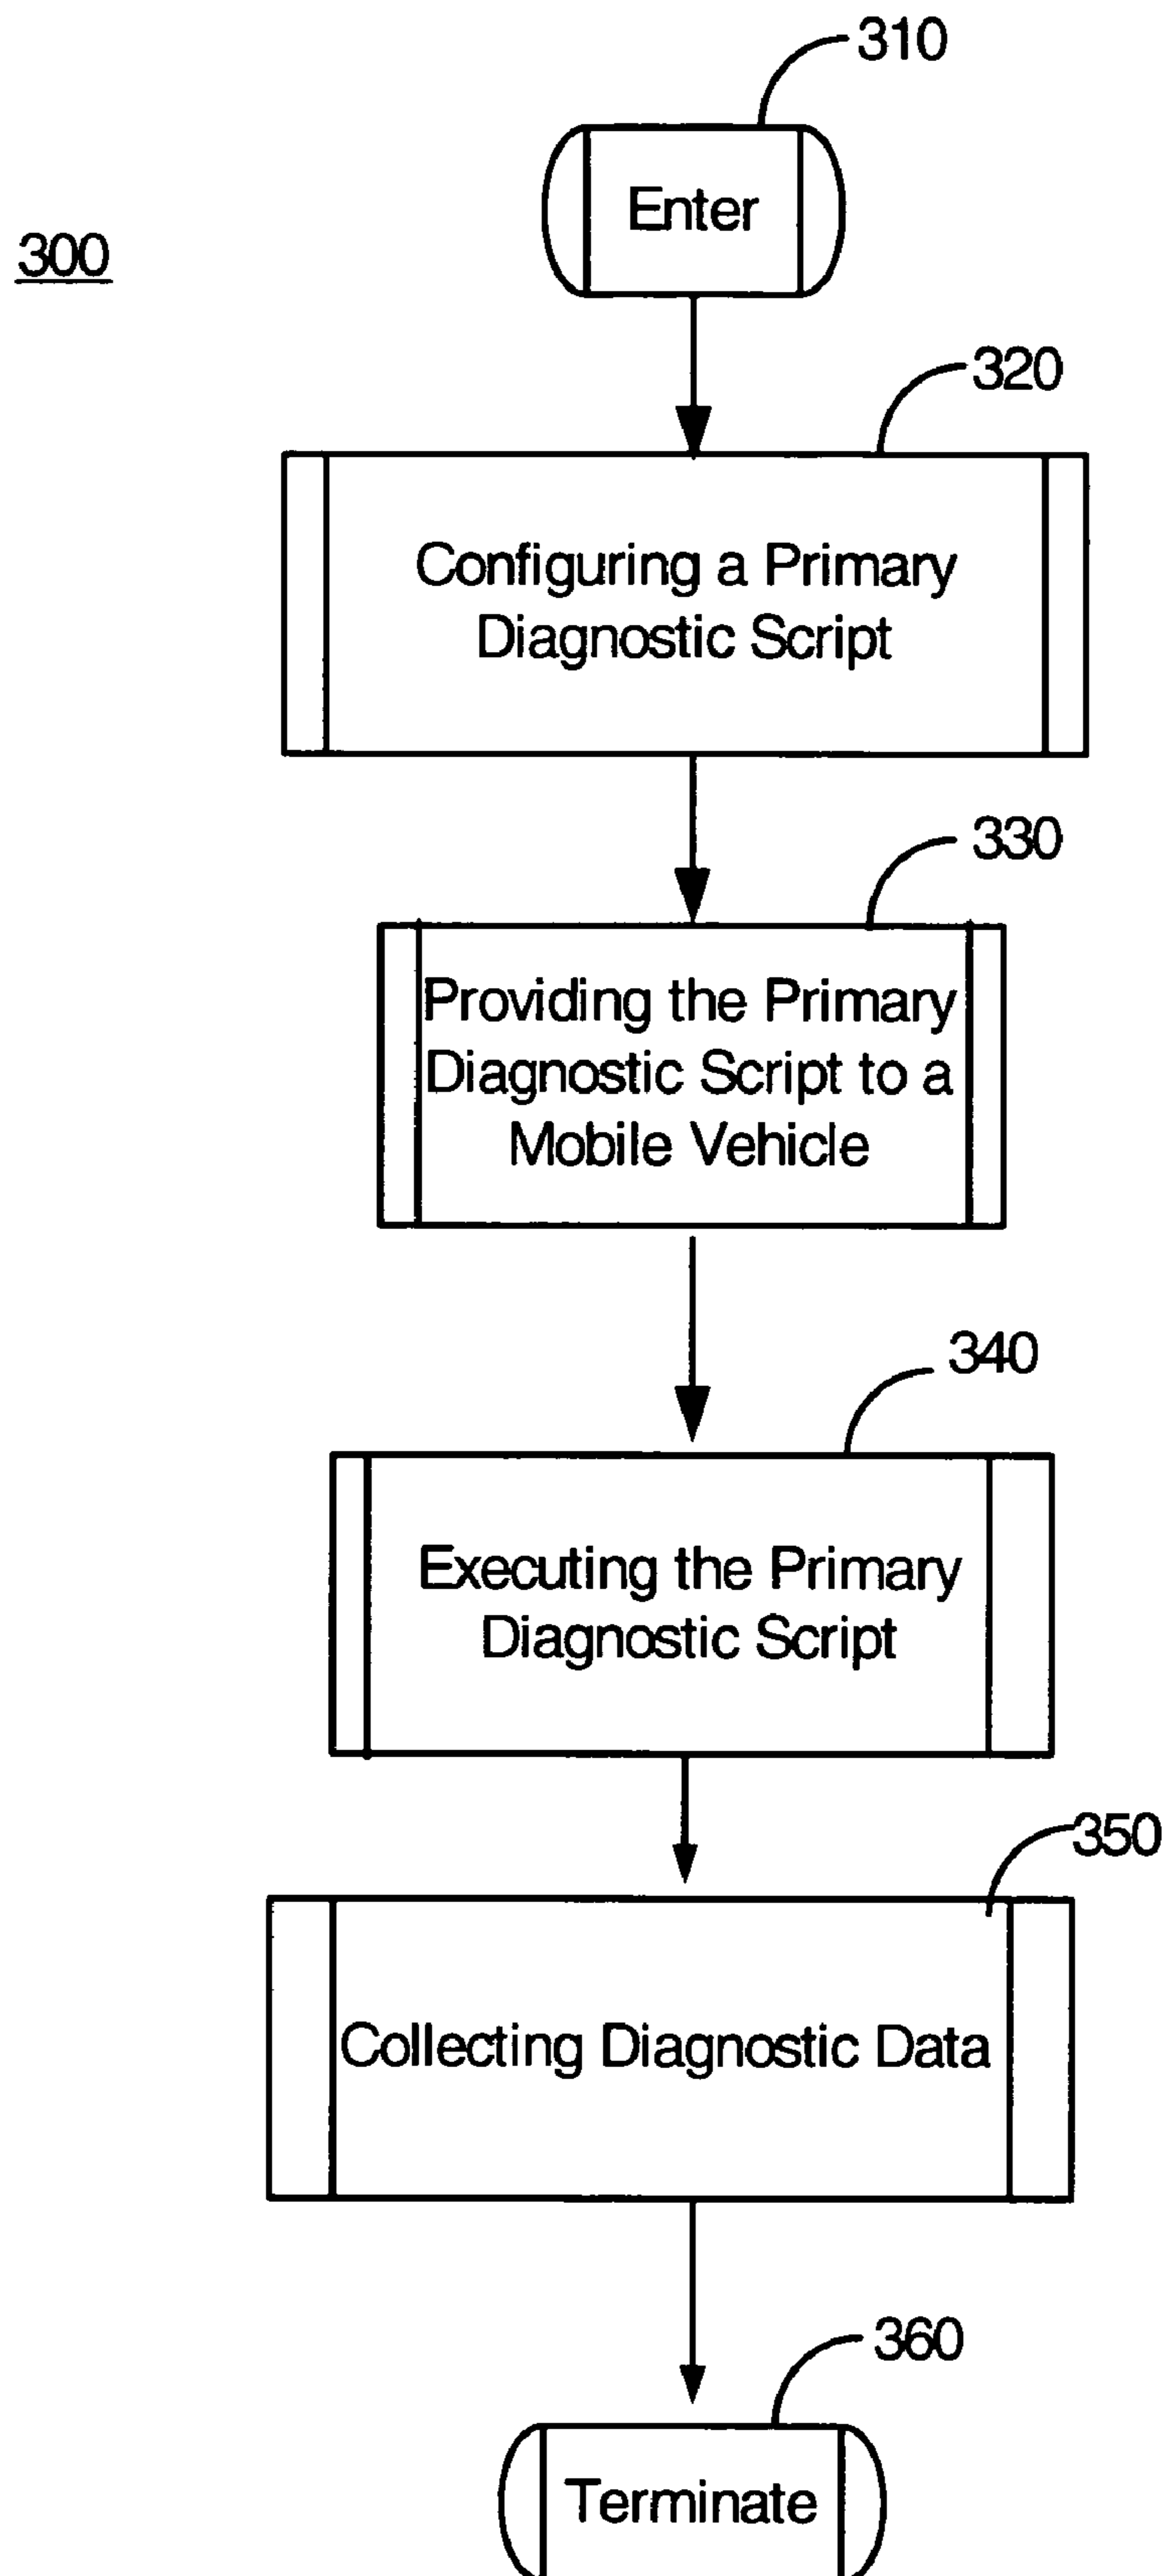 310
Enter
300
320
Configuring a Primary
Diagnostic Script
330
Providing the Primary
Diagnostic Script to a
Mobile Vehicle
340
Executing the Primary
Diagnostic Script
350
Collecting Diagnostic Data
360
Terminate